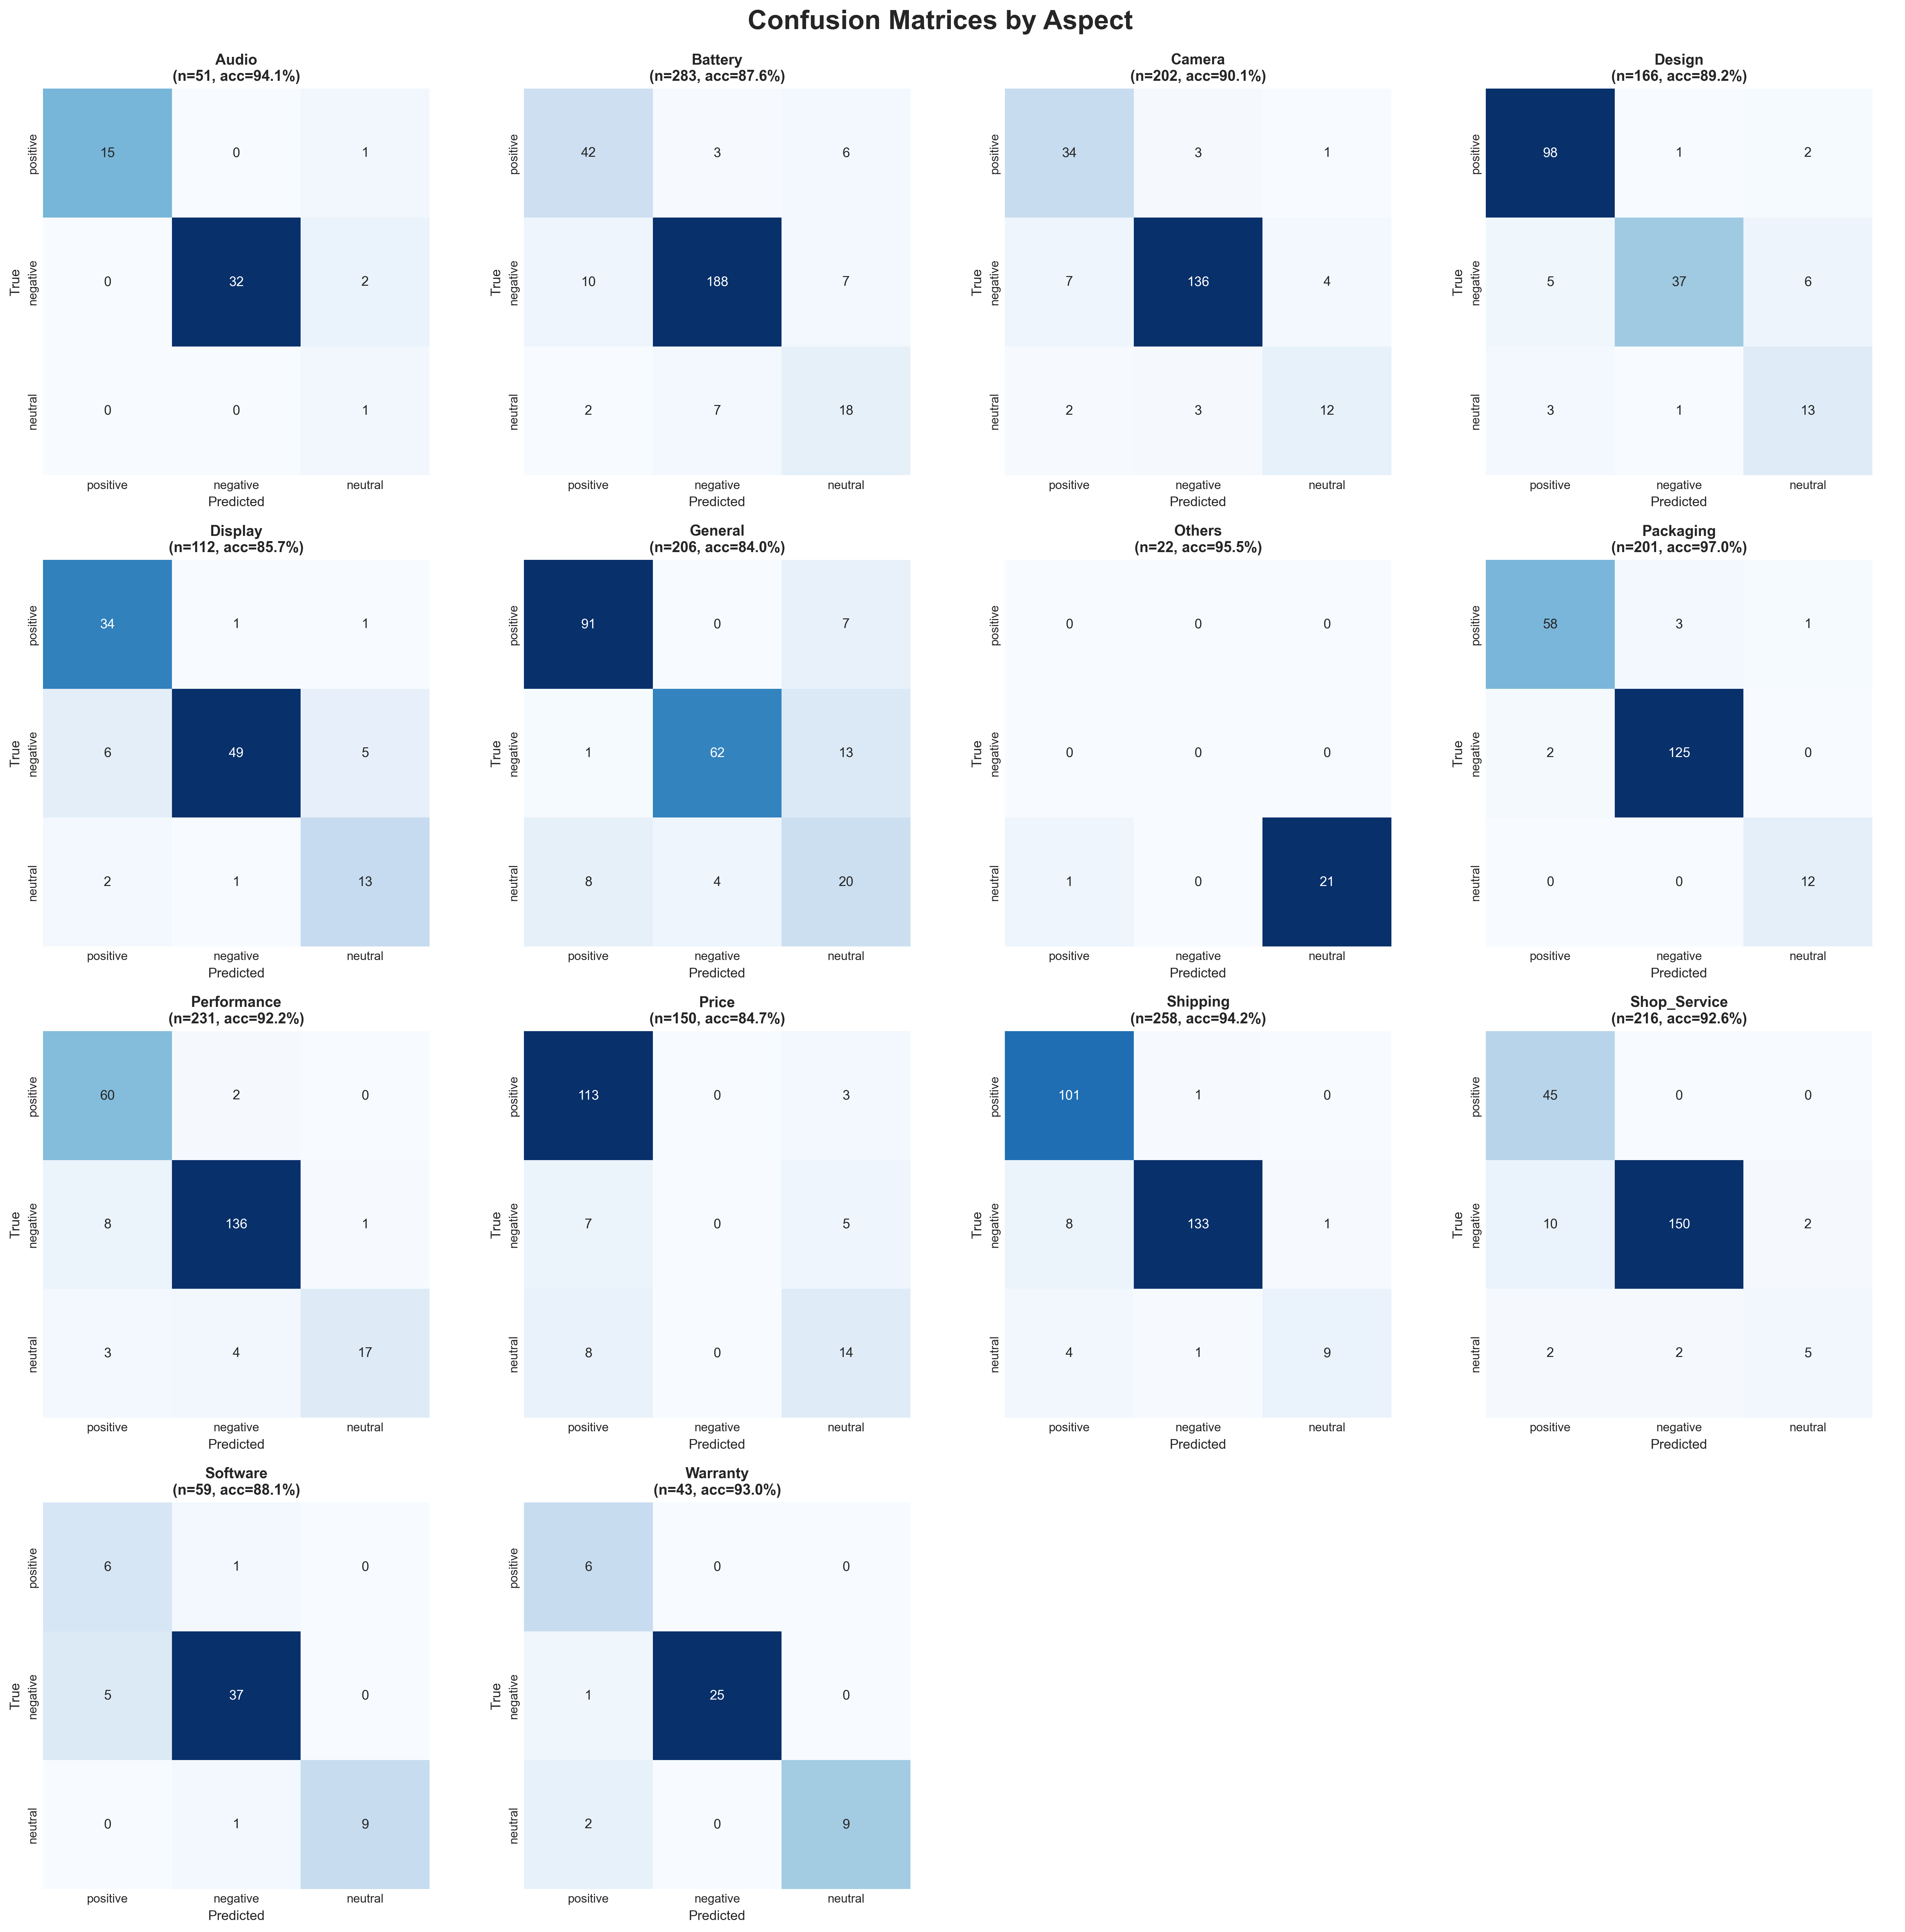 Confusion Matrices by Aspect
Audio
(n=51, acc=94.1%)
True
positive
15
0
1
negative
0
32
2
neutral
0
0
1
positive
negative
neutral
Predicted
Battery
(n=283, acc=87.6%)
True
positive
42
3
6
negative
10
188
7
neutral
2
7
18
positive
negative
neutral
Predicted
Camera
(n=202, acc=90.1%)
True
positive
34
3
1
negative
7
136
4
neutral
2
3
12
positive
negative
neutral
Predicted
Design
(n=166, acc=89.2%)
True
positive
98
1
2
negative
5
37
6
neutral
3
1
13
positive
negative
neutral
Predicted
Display
(n=112, acc=85.7%)
True
positive
34
1
1
negative
6
49
5
neutral
2
1
13
positive
negative
neutral
Predicted
General
(n=206, acc=84.0%)
True
positive
91
0
7
negative
1
62
13
neutral
8
4
20
positive
negative
neutral
Predicted
Others
(n=22, acc=95.5%)
True
positive
0
0
0
negative
0
0
0
neutral
1
0
21
positive
negative
neutral
Predicted
Packaging
(n=201, acc=97.0%)
True
positive
58
3
1
negative
2
125
0
neutral
0
0
12
positive
negative
neutral
Predicted
Performance
(n=231, acc=92.2%)
True
positive
60
2
0
negative
8
136
1
neutral
3
4
17
positive
negative
neutral
Predicted
Price
(n=150, acc=84.7%)
True
positive
113
0
3
negative
7
0
5
neutral
8
0
14
positive
negative
neutral
Predicted
Shipping
(n=258, acc=94.2%)
True
positive
101
1
0
negative
8
133
1
neutral
4
1
9
positive
negative
neutral
Predicted
Shop_Service
(n=216, acc=92.6%)
True
positive
45
0
0
negative
10
150
2
neutral
2
2
5
positive
negative
neutral
Predicted
Software
(n=59, acc=88.1%)
True
positive
6
1
0
negative
5
37
0
neutral
0
1
9
positive
negative
neutral
Predicted
Warranty
(n=43, acc=93.0%)
True
positive
6
0
0
negative
1
25
0
neutral
2
0
9
positive
negative
neutral
Predicted